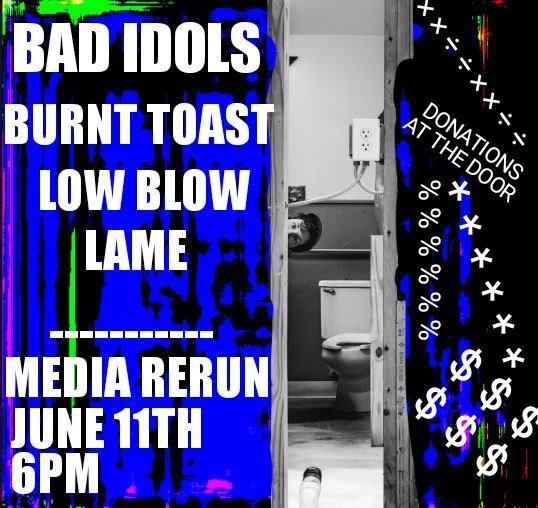 BAD IDOLS
BURNT TOAST
LOW BLOW
LAME
-----------
MEDIA RERUN
JUNE 11TH
6PM
××÷÷××÷÷
DONATIONS
AT THE DOOR
%%%%%%
******
$$$$$$